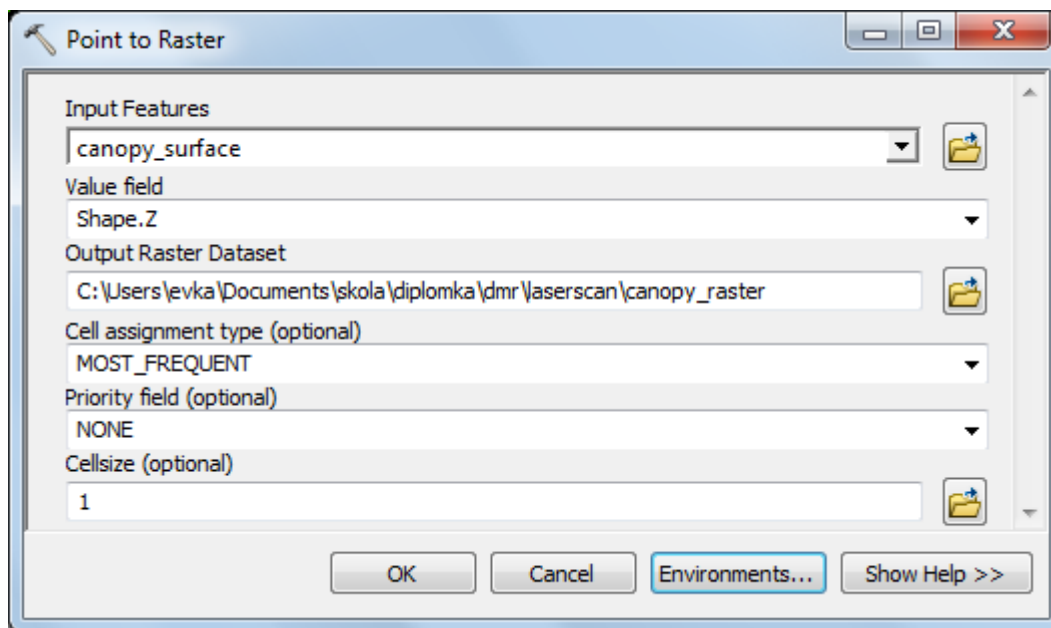 Point to Raster
Input Features
canopy_surface
Value field
Shape.Z
Output Raster Dataset
C:\Users\evka\Documents\skola\diplomka\dmr\laserscan\canopy_raster
Cell assignment type (optional)
MOST_FREQUENT
Priority field (optional)
NONE
Cellsize (optional)
1
OK Cancel Environments... Show Help >>